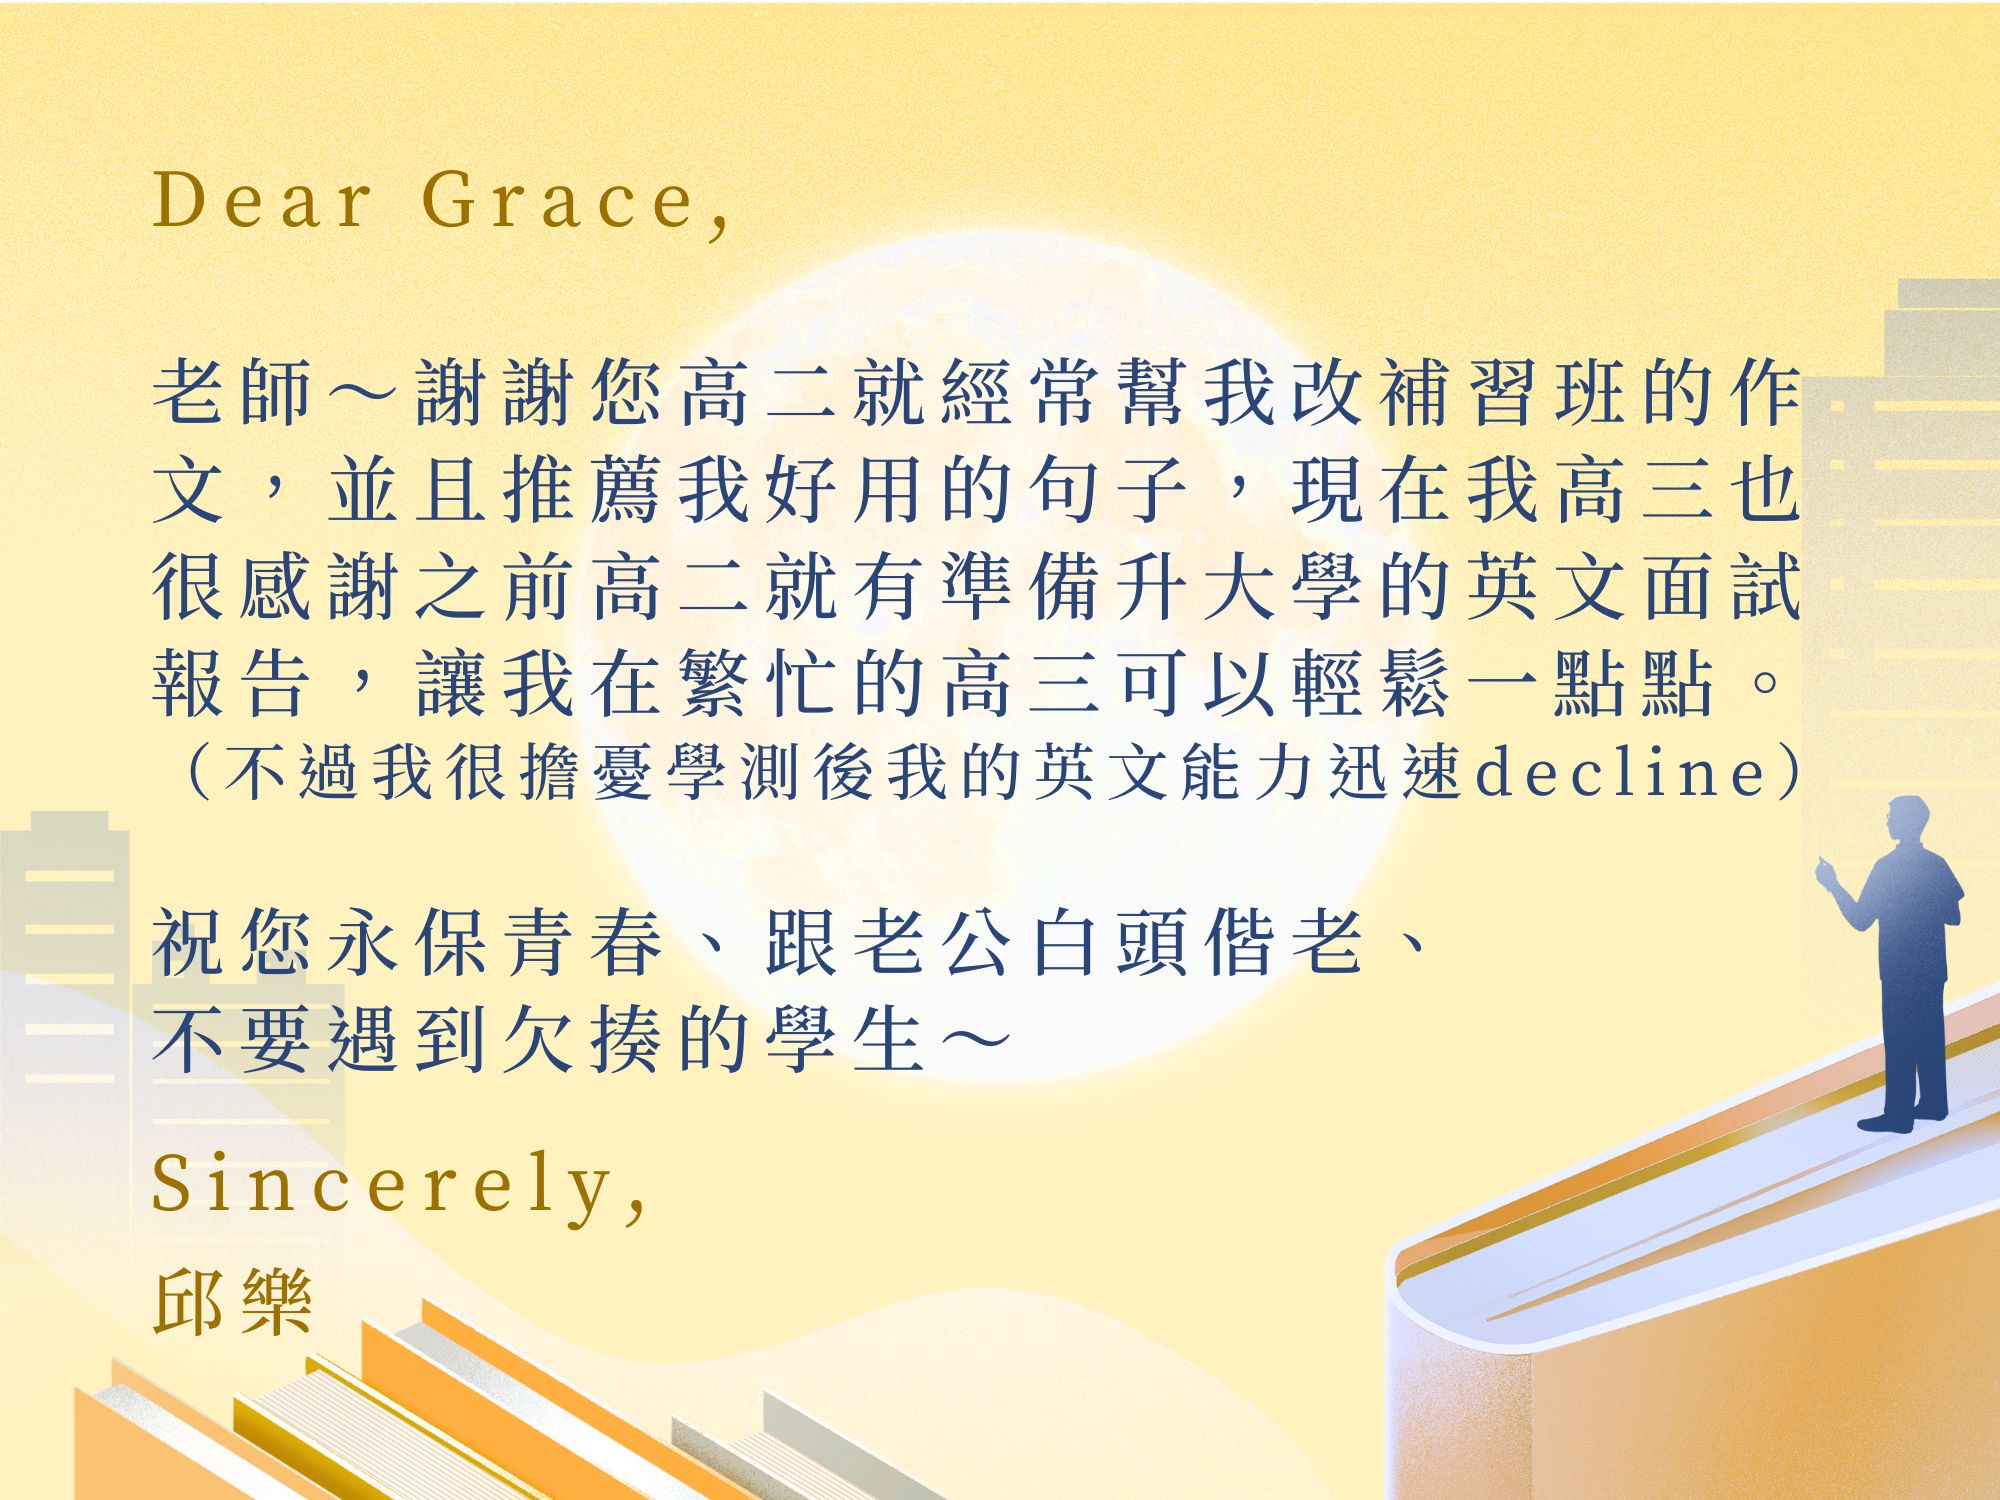 Dear Grace,
老師～謝謝您高二就經常幫我改補習班的作
文，並且推薦我好用的句子，現在我高三也
很感謝之前高二就有準備升大學的英文面試
報告，讓我在繁忙的高三可以輕鬆一點點。
（不過我很擔憂學測後我的英文能力迅速decline）
祝您永保青春、跟老公白頭偕老、
不要遇到欠揍的學生～
Sincerely,
邱樂